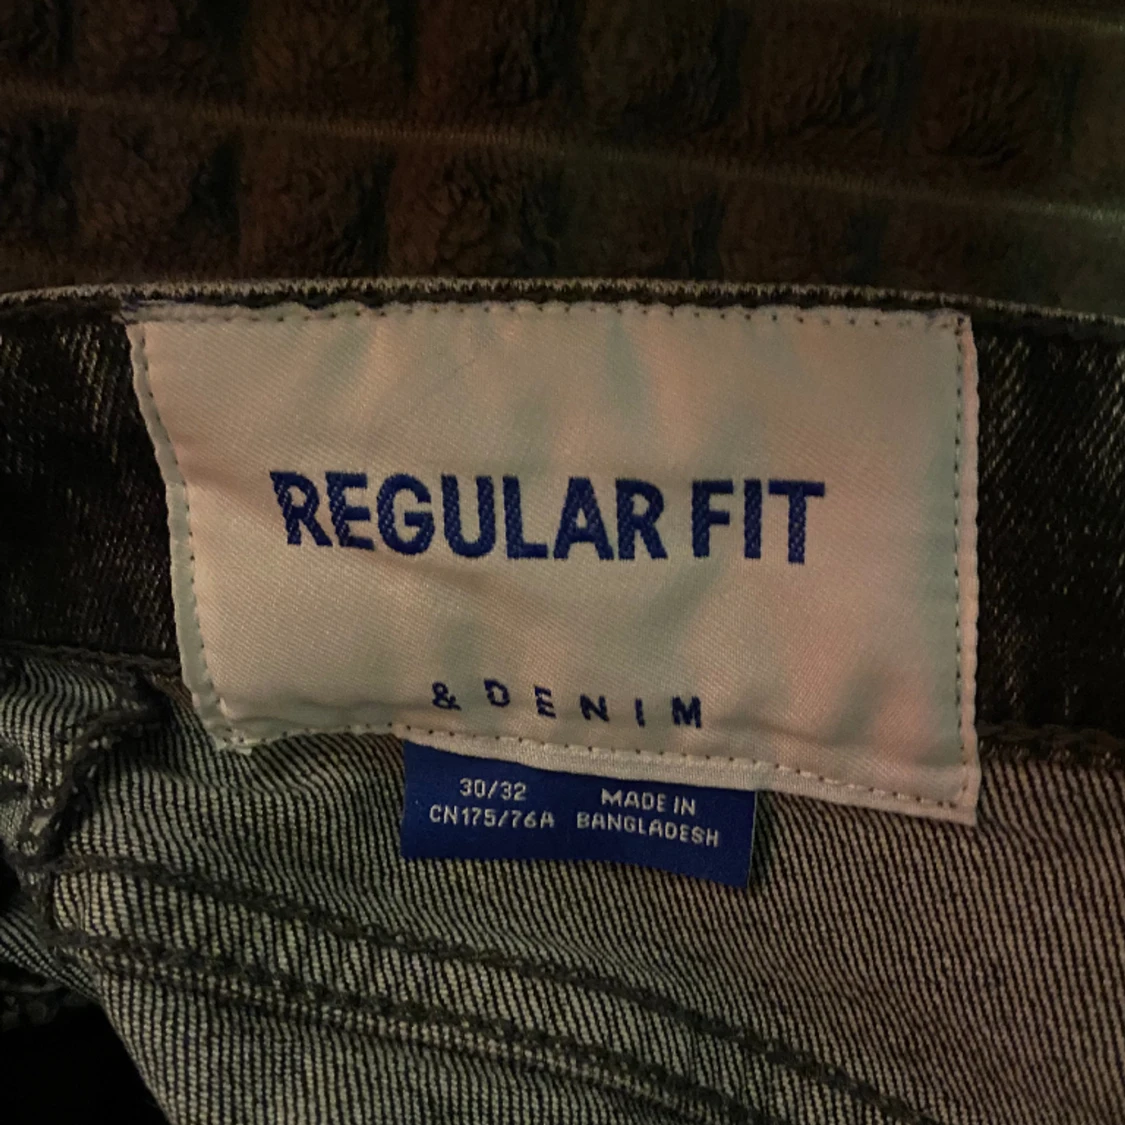 REGULAR FIT
& DENIM
30/32
CN175/76A
MADE IN
BANGLADESH